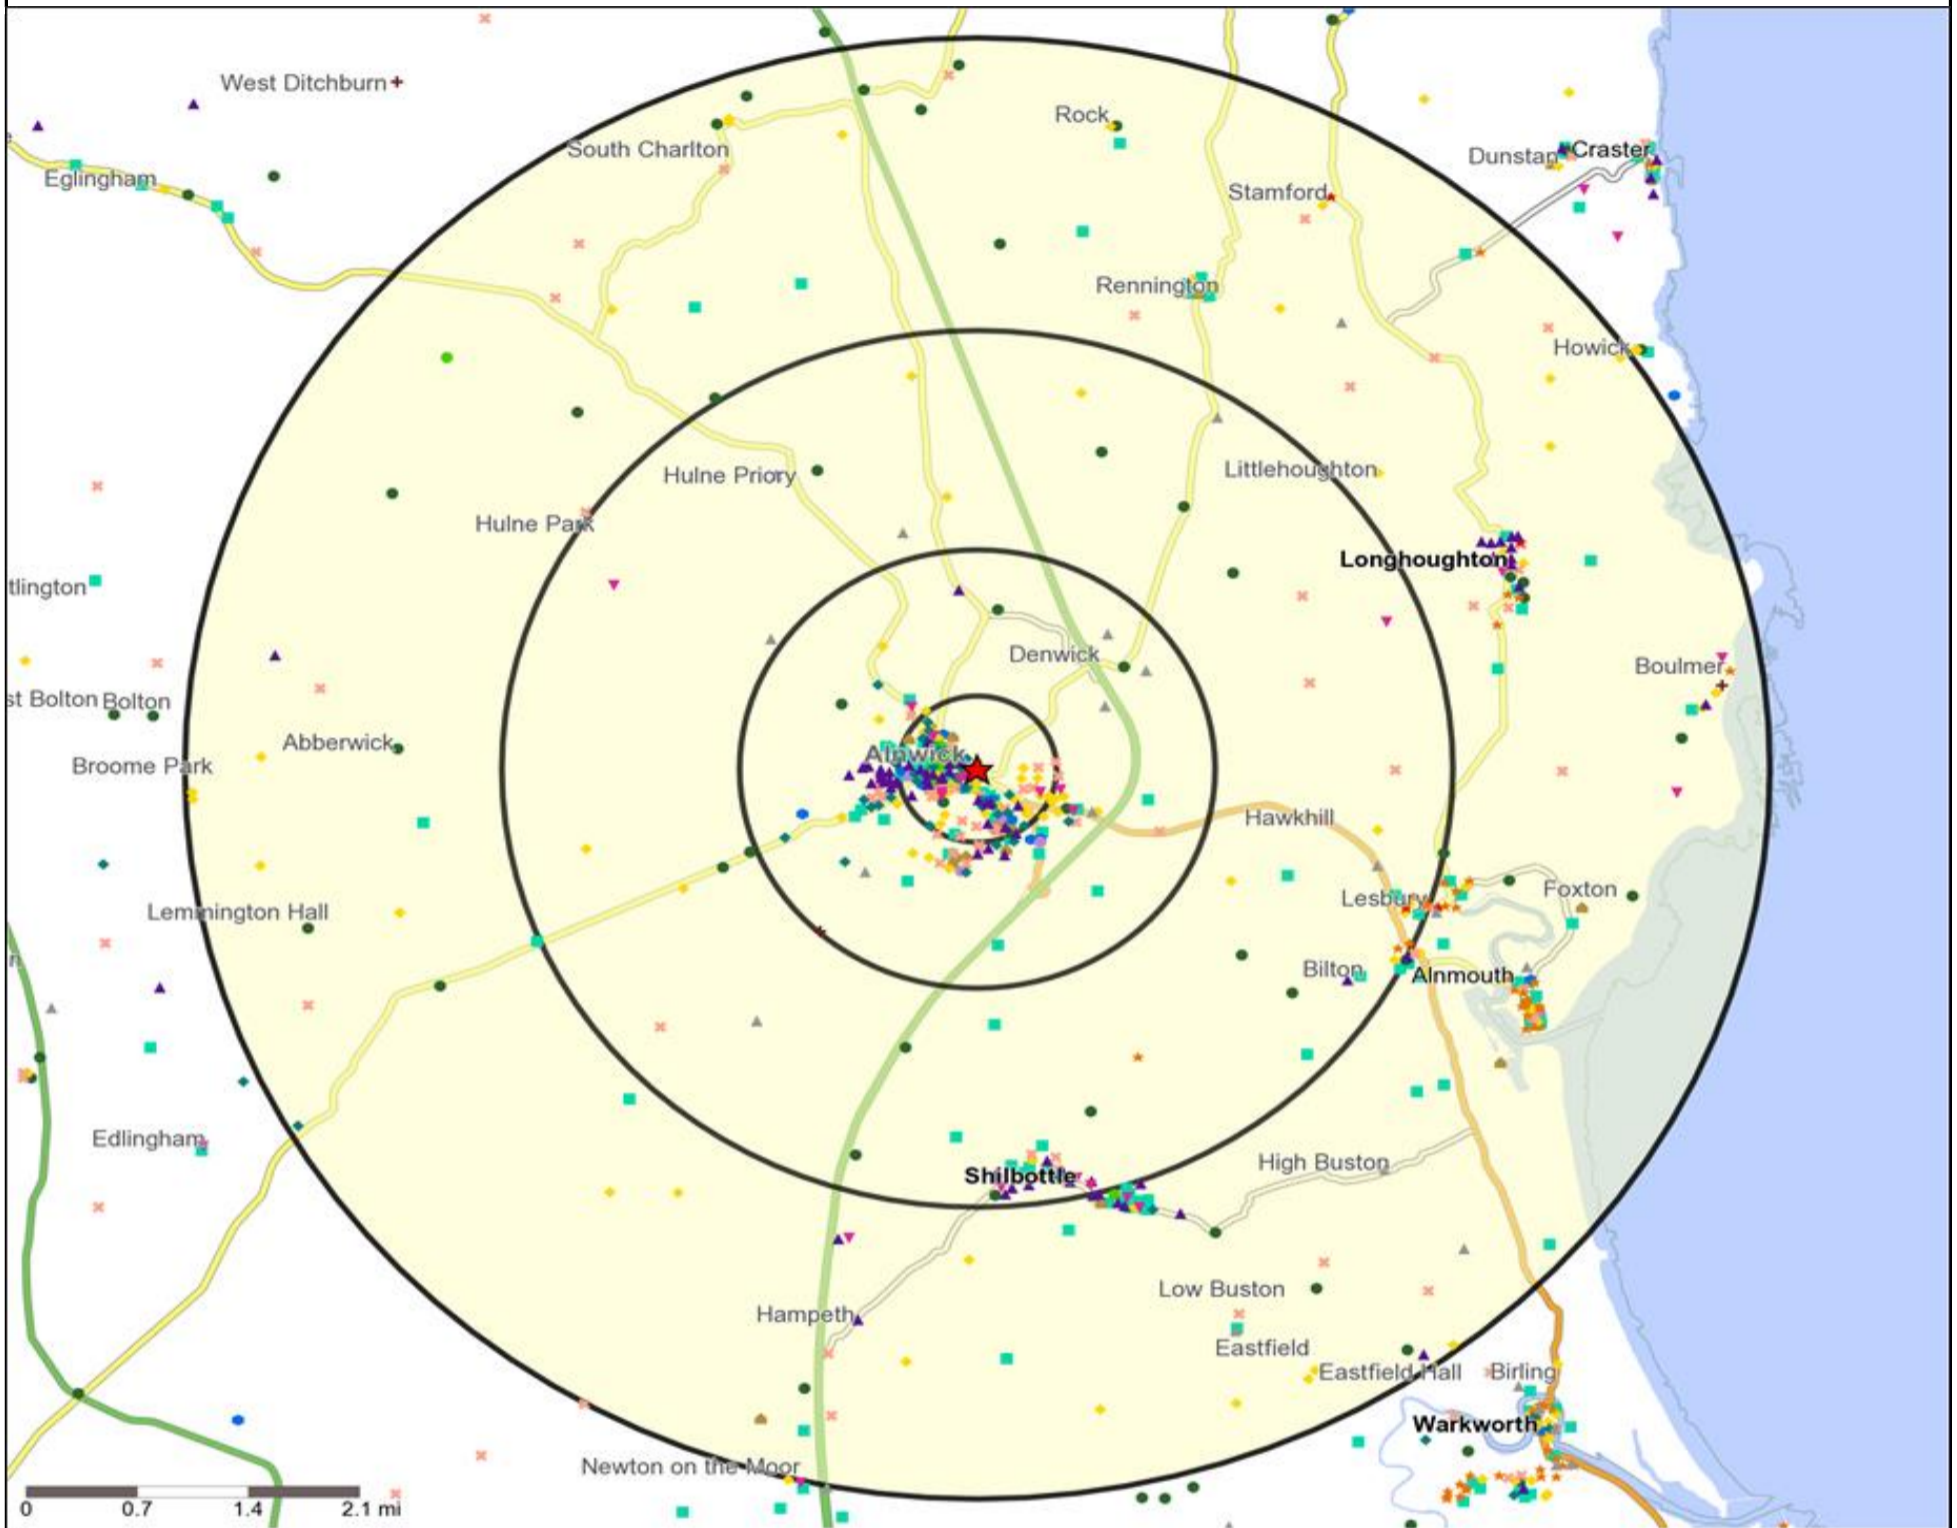 West Ditchburn
Rock
South Charlton
Dunstan
Craster
Eglingham
Stamford
Rennington
Howick
Hulne Priory
Littlehoughton
Hulne Park
Longhoughton
tlington
Denwick
Boulmer
st Bolton
Bolton
Abberwick
Alnwick
Broome Park
Hawkhill
Foxton
Lesbury
Lemmington Hall
Bilton
Alnmouth
Edlingham
High Buston
Shilbottle
Low Buston
Hampeth
Eastfield
Eastfield Hall
Birling
Warkworth
Newton on the Moor
0 0.7 1.4 2.1 mi